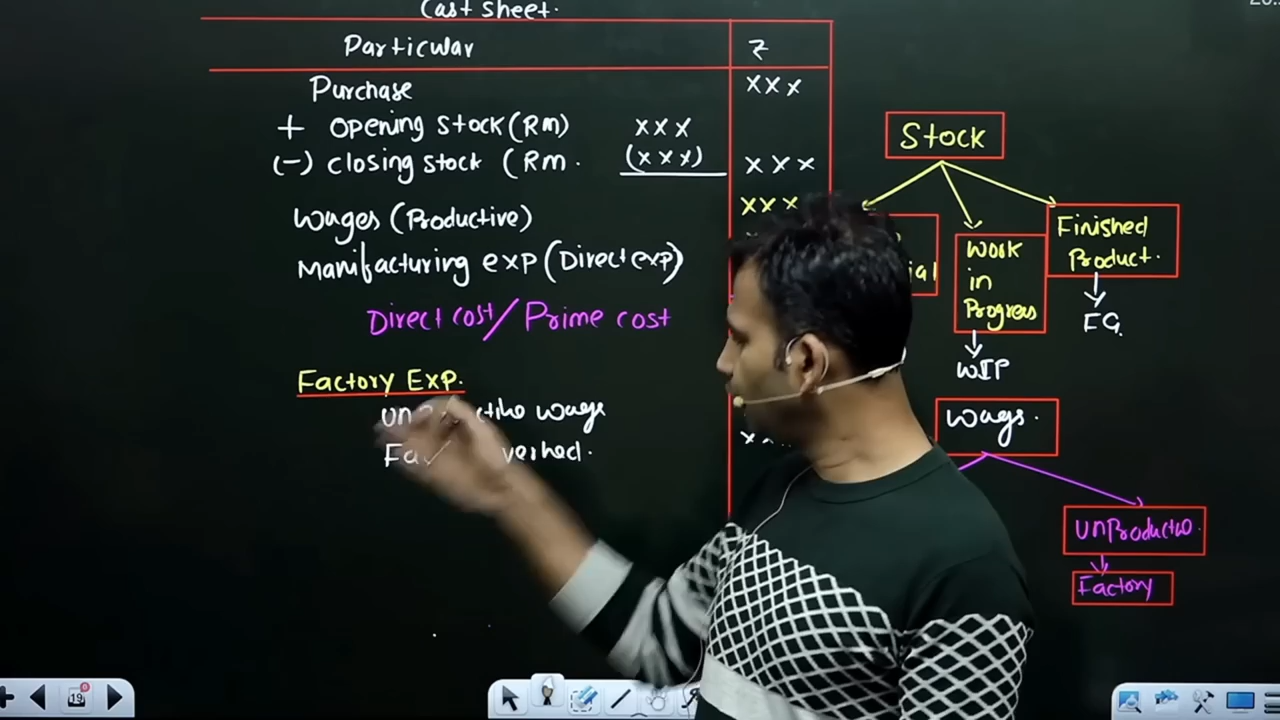 Cost Sheet.
Particular ₹
Purchase xxx
+ opening stock (Rm) xxx
(-) closing stock (Rm. (xxx) xxx
Wages (Productive) xxx
Manufacturing exp (Direct exp)
Direct cost / Prime cost
Factory Exp.
wage
Stock
Work
in
Progress
WIP
Finished
Product.
FG.
Wages.
UnProductive.
Factory
19